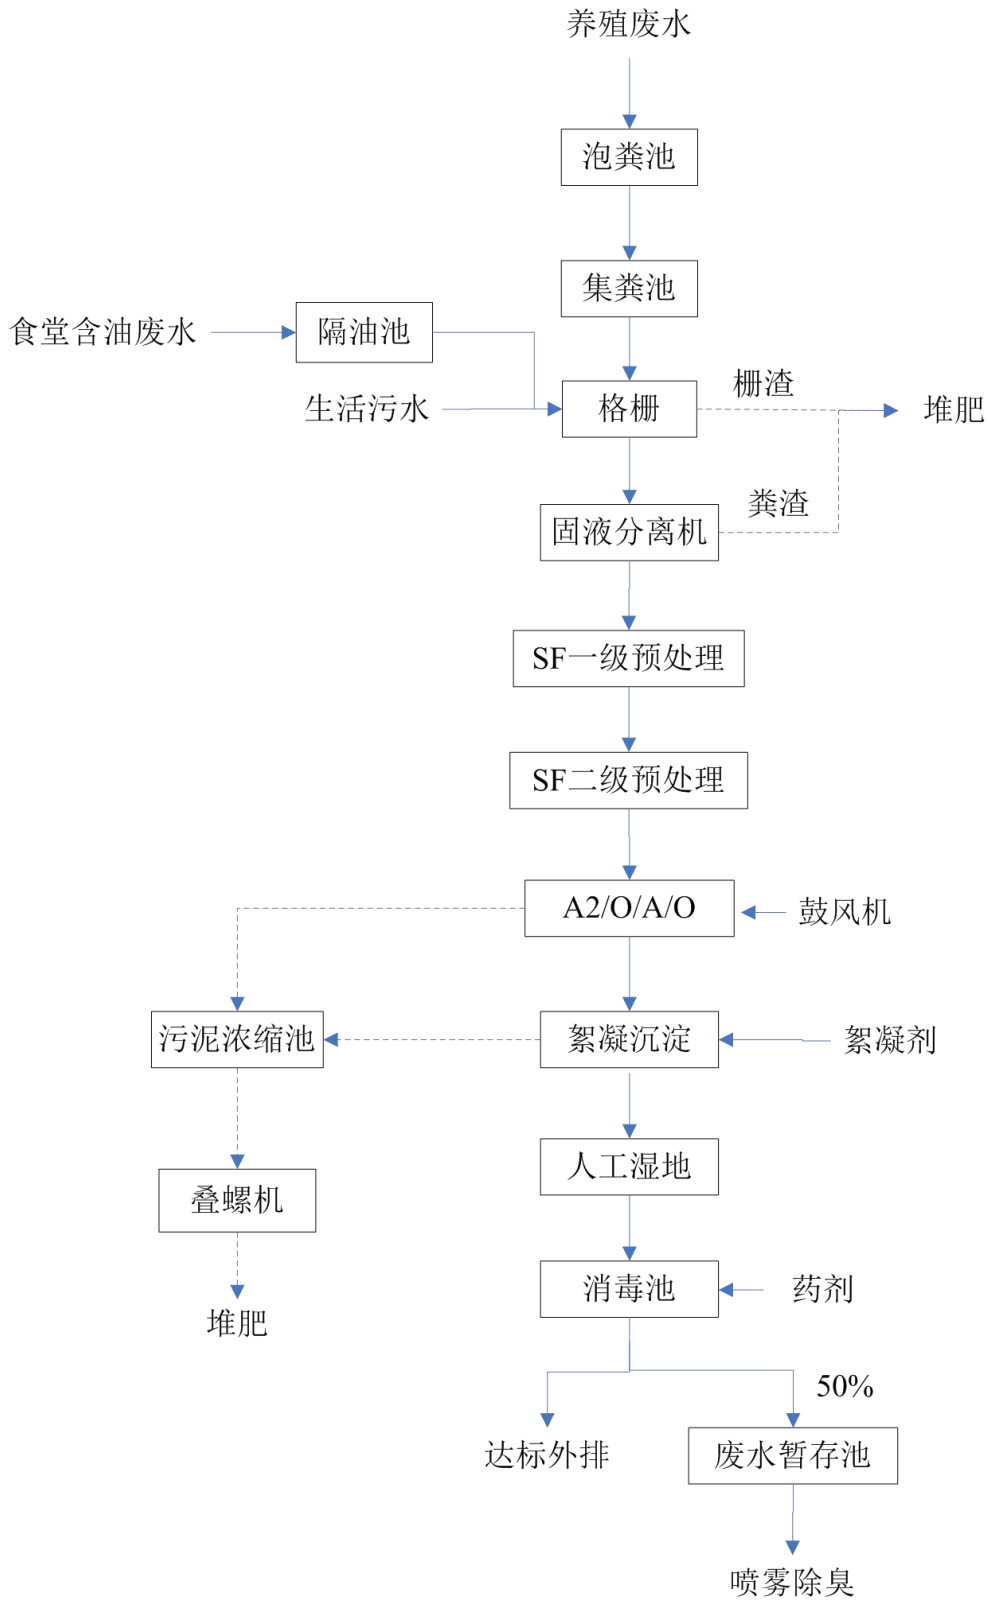 养殖废水
泡粪池
集粪池
食堂含油废水
隔油池
生活污水
格栅
栅渣
堆肥
固液分离机
粪渣
SF一级预处理
SF二级预处理
A2/O/A/O
鼓风机
污泥浓缩池
絮凝沉淀
絮凝剂
人工湿地
叠螺机
消毒池
药剂
堆肥
50%
达标外排
废水暂存池
喷雾除臭